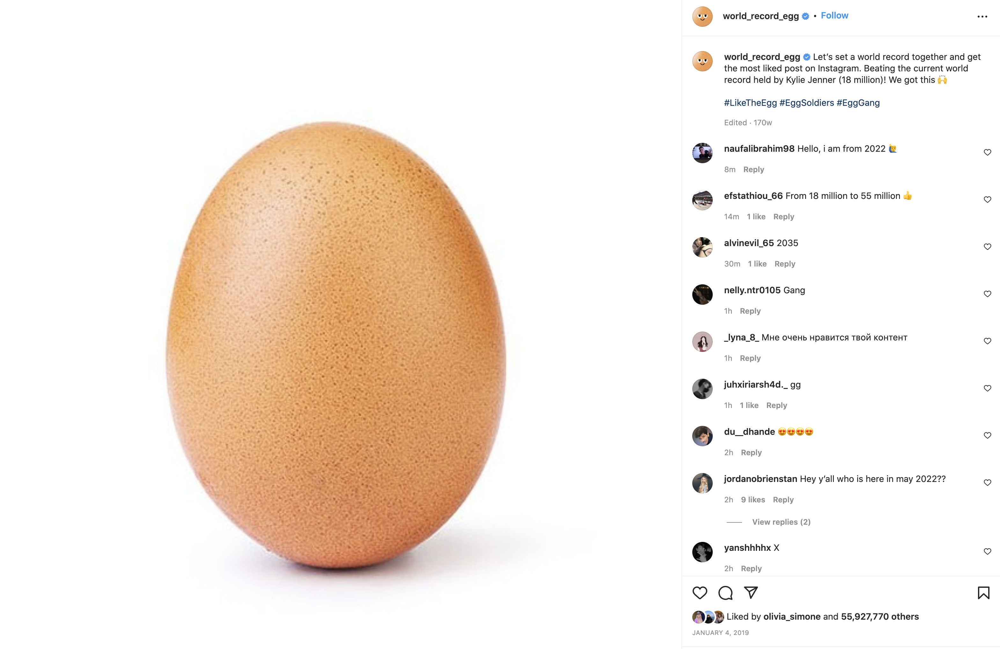 world_record_egg • Follow
world_record_egg Let’s set a world record together and get
the most liked post on Instagram. Beating the current world
record held by Kylie Jenner (18 million)! We got this 🙌
#LikeTheEgg #EggSoldiers #EggGang
Edited · 170w
naufalibrahim98 Hello, i am from 2022 🙋‍♂️
8m Reply
efstathiou_66 From 18 million to 55 million 👍
14m 1 like Reply
alvinevil_65 2035
30m 1 like Reply
nelly.ntr0105 Gang
1h Reply
_lyna_8_ Мне очень нравится твой контент
1h Reply
juhxiriarsh4d._ gg
1h 1 like Reply
du__dhande 😍😍😍😍
2h Reply
jordanobrienstan Hey y’all who is here in may 2022??
2h 9 likes Reply
View replies (2)
yanshhhhx X
2h Reply
Liked by olivia_simone and 55,927,770 others
JANUARY 4, 2019